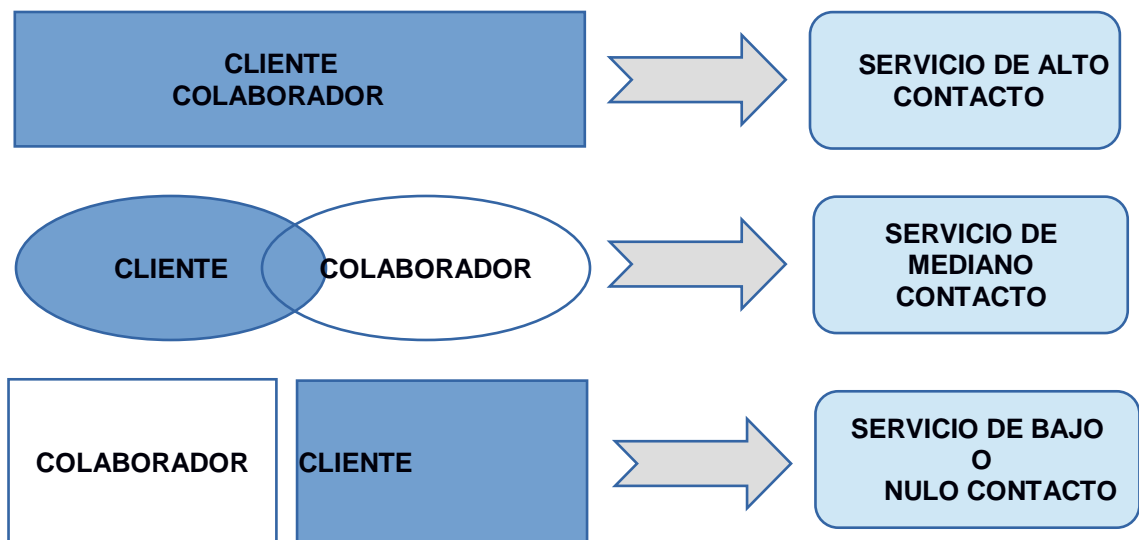 CLIENTE
COLABORADOR
SERVICIO DE ALTO
CONTACTO
CLIENTE
COLABORADOR
SERVICIO DE
MEDIANO
CONTACTO
COLABORADOR
CLIENTE
SERVICIO DE BAJO
O
NULO CONTACTO